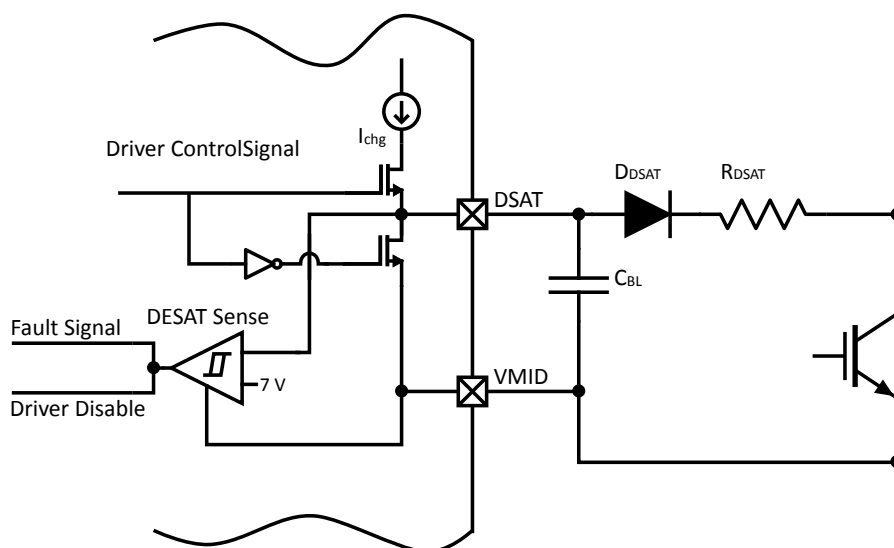 Ichg
Driver ControlSignal
DSAT
DDSAT
RDSAT
CBL
DESAT Sense
Fault Signal
7 V
VMID
Driver Disable